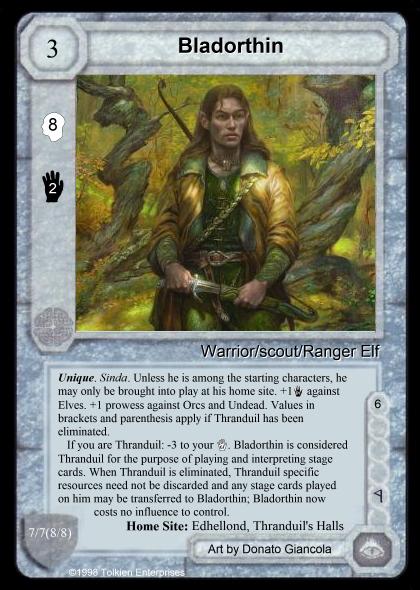 3
Bladorthin
8
2
Warrior/scout/Ranger Elf
Unique. Sinda. Unless he is among the starting characters, he
may only be brought into play at his home site. +1 against
Elves. +1 prowess against Orcs and Undead. Values in
brackets and parenthesis apply if Thranduil has been
eliminated.
If you are Thranduil: -3 to your . Bladorthin is considered
Thranduil for the purpose of playing and interpreting stage
cards. When Thranduil is eliminated, Thranduil specific
resources need not be discarded and any stage cards played
on him may be transferred to Bladorthin; Bladorthin now
costs no influence to control.
6
Home Site: Edhellond, Thranduil's Halls
7/7(8/8)
Art by Donato Giancola
©1998 Tolkien Enterprises